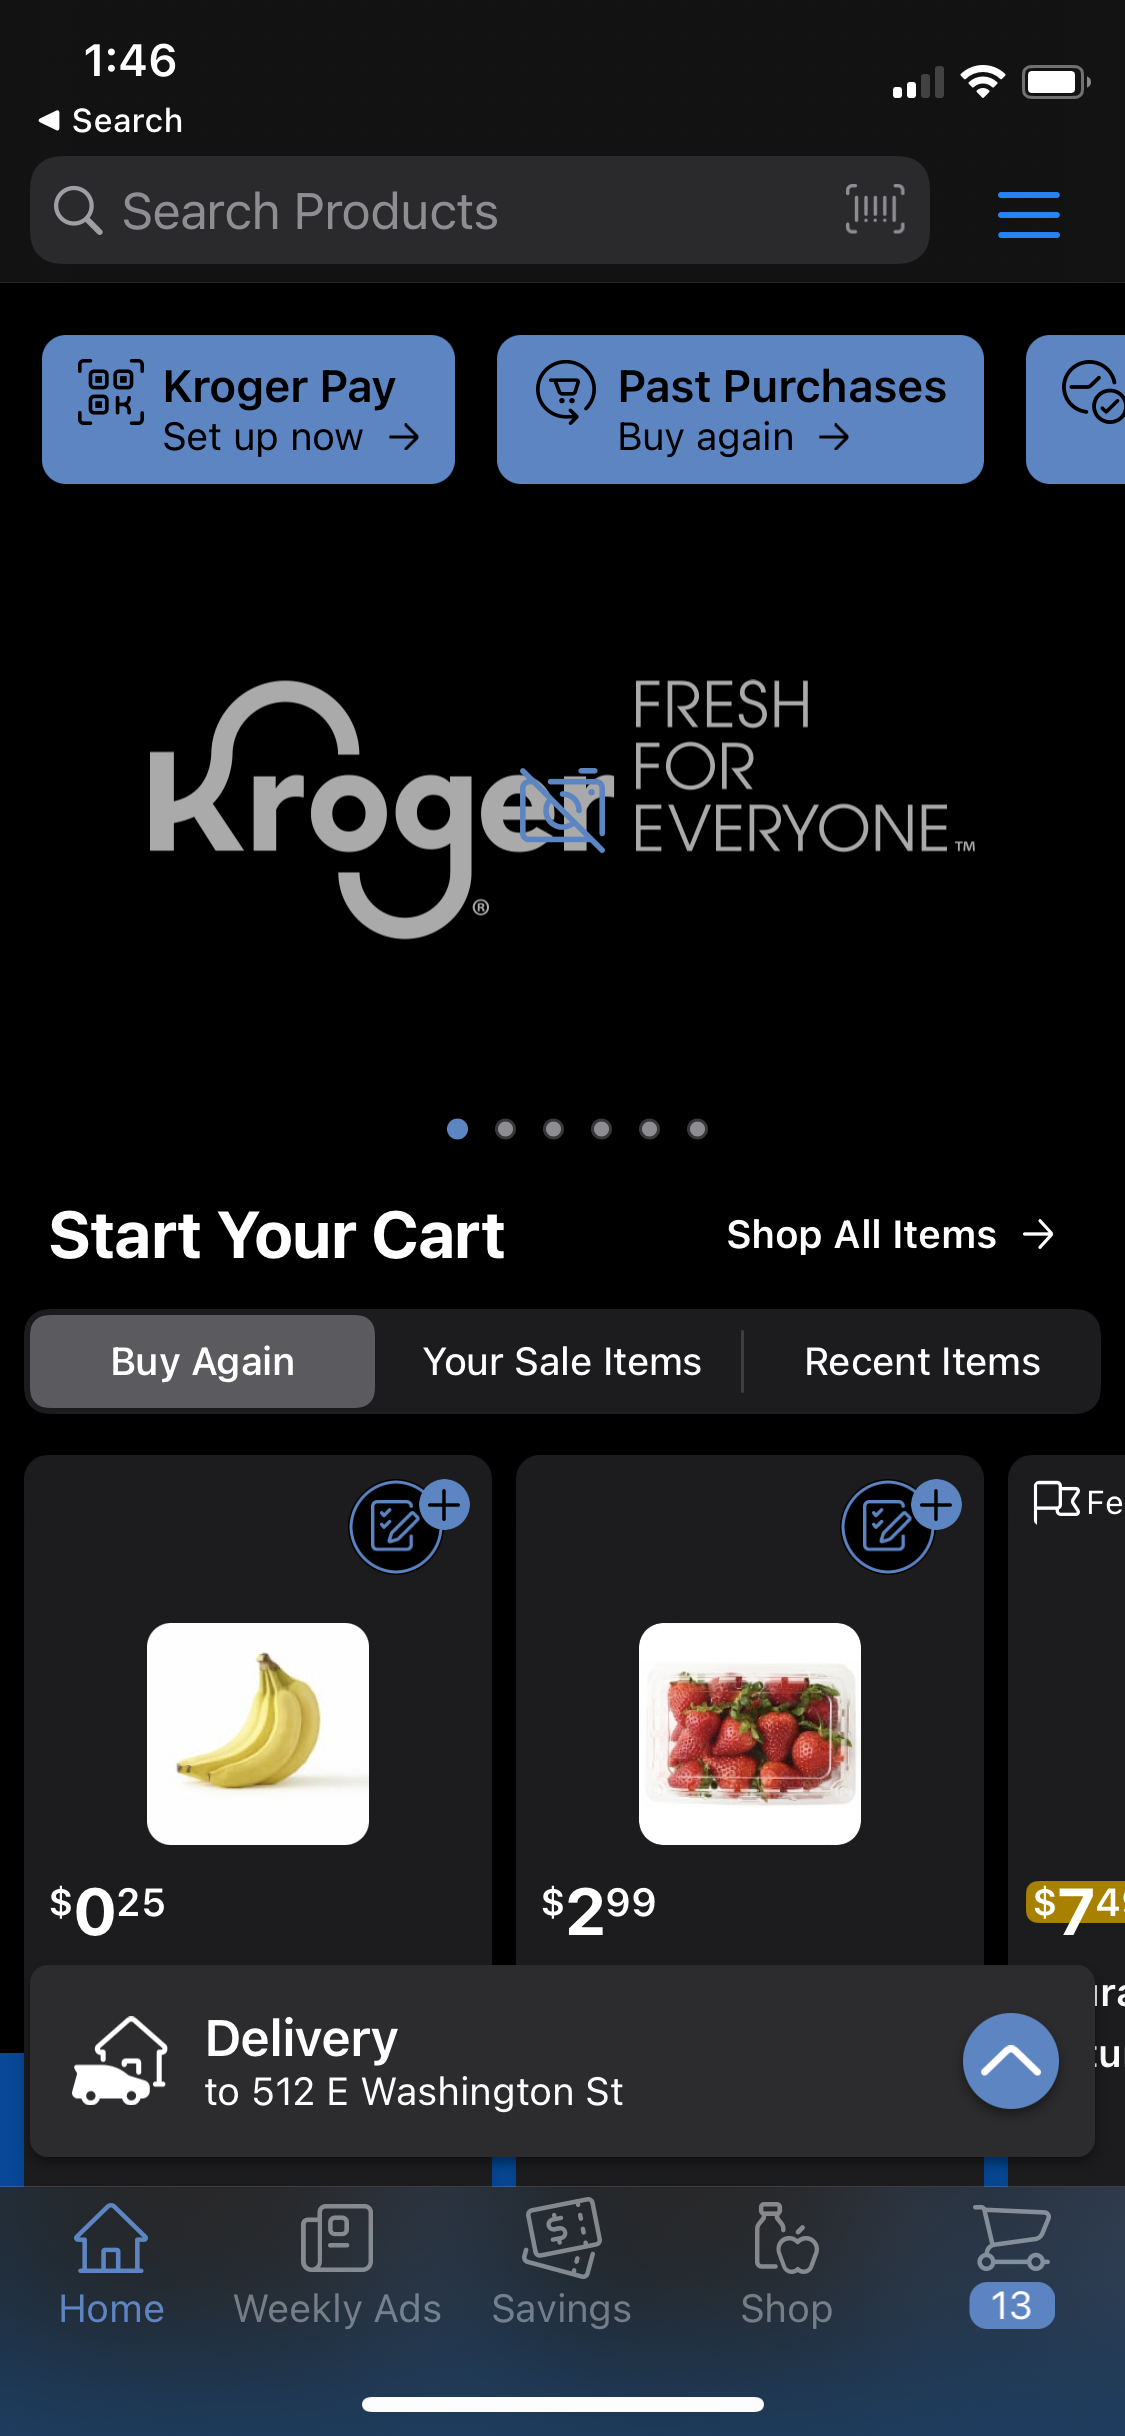 1:46
Search
Search Products
Kroger Pay
Set up now
Past Purchases
Buy again
Kroger®
FRESH
FOR
EVERYONE™
Start Your Cart
Shop All Items
Buy Again
Your Sale Items
Recent Items
Fe
$0.25
$2.99
$7.4
Delivery
to 512 E Washington St
Home
Weekly Ads
Savings
Shop
13